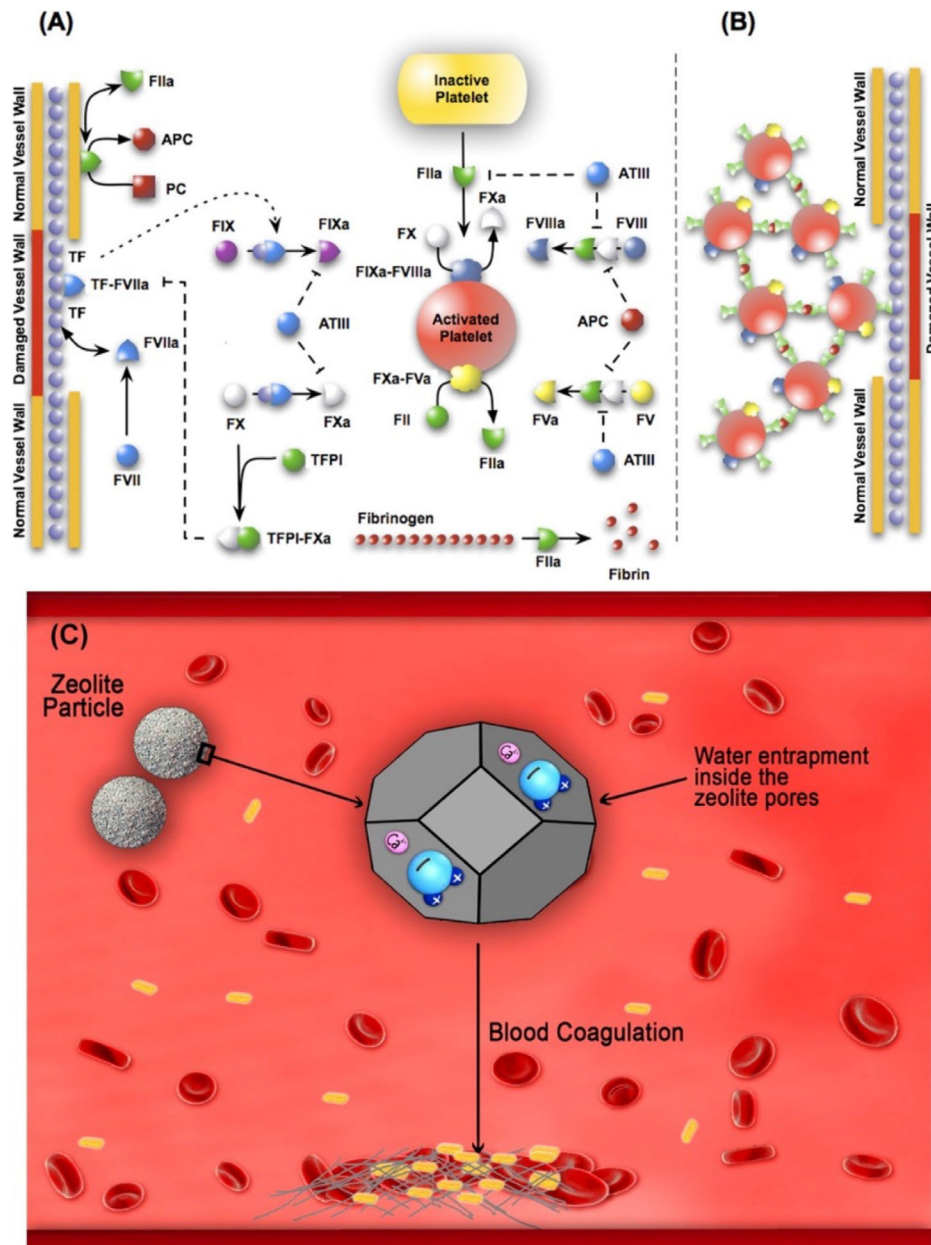 (A)
(B)
Normal Vessel Wall
Damaged Vessel Wall
Normal Vessel Wall
FIIa
APC
PC
TF
TF-FVIIa
TF
FVIIa
FVII
FIX
FIXa
ATIII
FX
FXa
TFPI
TFPI-FXa
Inactive
Platelet
FIIa
FXa
FX
FIXa-FVIIIa
Activated
Platelet
FXa-FVa
FII
FIIa
ATIII
FVIIIa
FVIII
APC
FVa
FV
ATIII
Fibrinogen
FIIa
Fibrin
Normal Vessel Wall
Damaged Vessel Wall
Normal Vessel Wall
(C)
Zeolite
Particle
Water entrapment
inside the
zeolite pores
Blood Coagulation